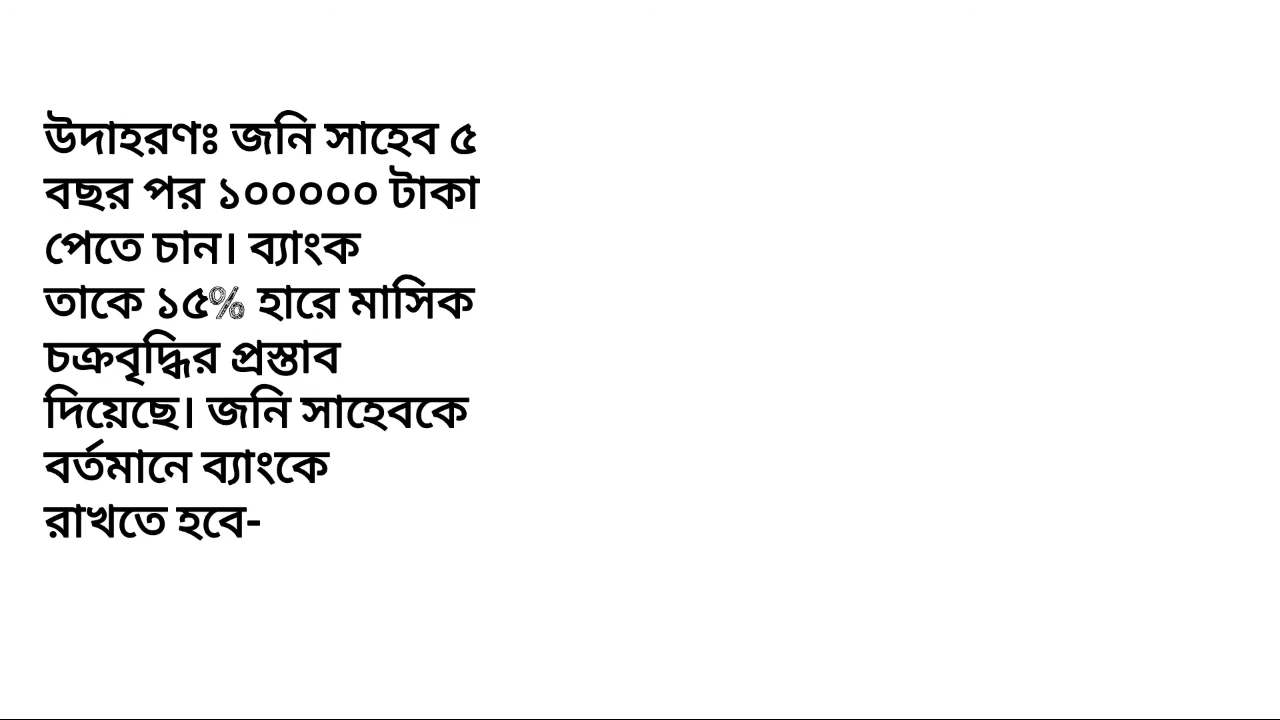 উদাহরণঃ জনি সাহেব ৫
বছর পর ১০০০০০ টাকা
পেতে চান। ব্যাংক
তাকে ১৫% হারে মাসিক
চক্রবৃদ্ধির প্রস্তাব
দিয়েছে। জনি সাহেবকে
বর্তমানে ব্যাংকে
রাখতে হবে-